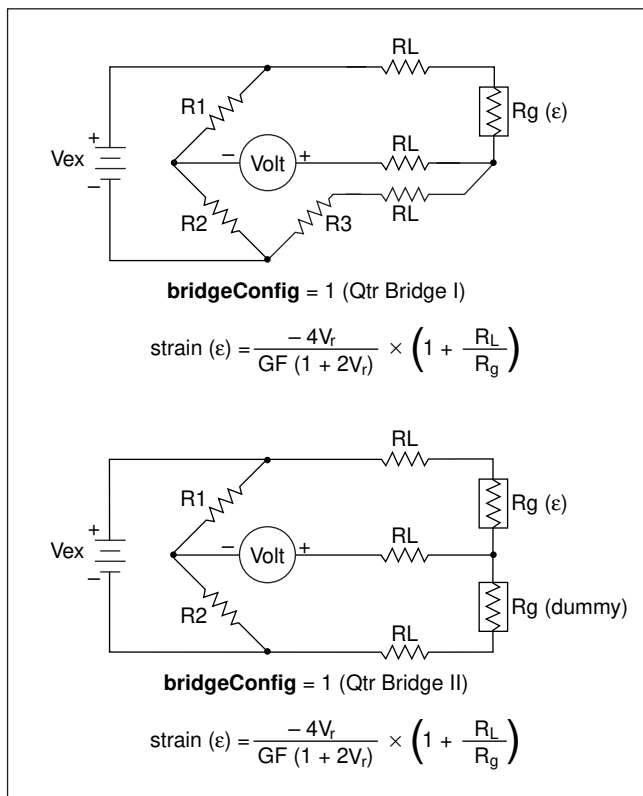 RL
R1
Rg (ε)
+
Vex
−
− Volt +
RL
R2
R3
RL
bridgeConfig = 1 (Qtr Bridge I)
strain (ε) = − 4Vr / GF (1 + 2Vr) × (1 + RL / Rg)
RL
R1
Rg (ε)
+
Vex
−
− Volt +
RL
R2
Rg (dummy)
RL
bridgeConfig = 1 (Qtr Bridge II)
strain (ε) = − 4Vr / GF (1 + 2Vr) × (1 + RL / Rg)